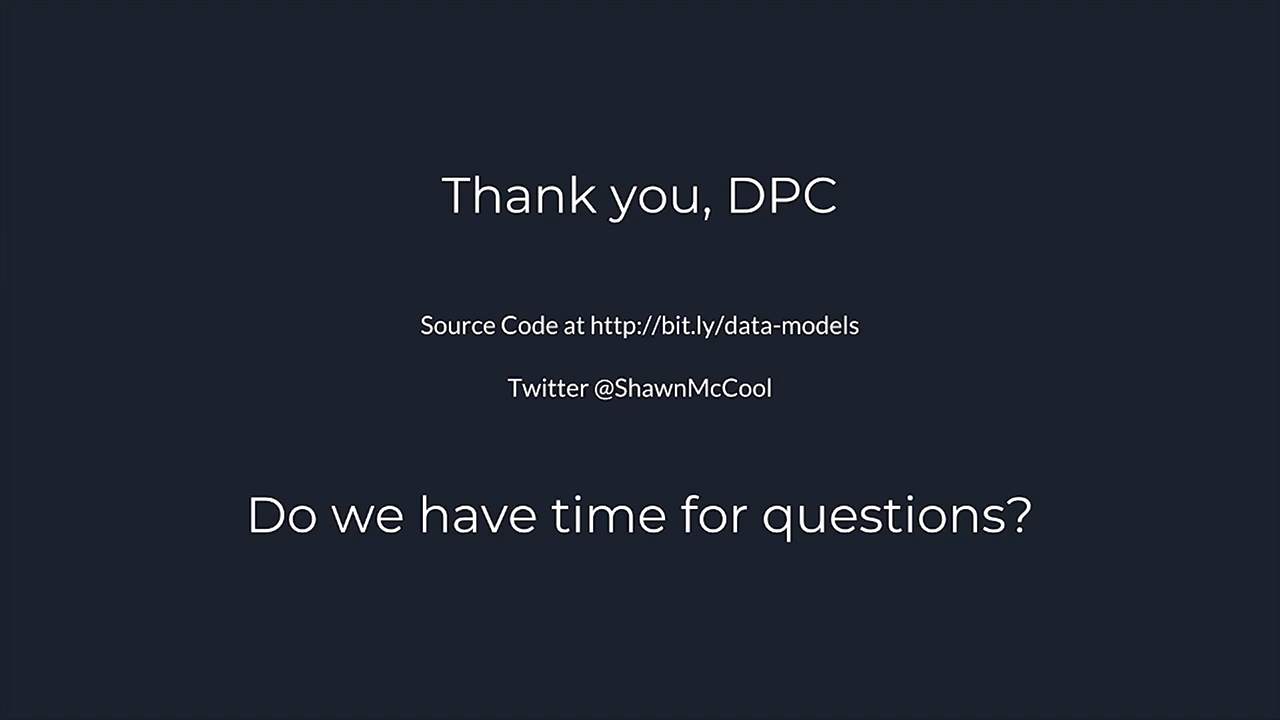 Thank you, DPC
Source Code at http://bit.ly/data-models
Twitter @ShawnMcCool
Do we have time for questions?